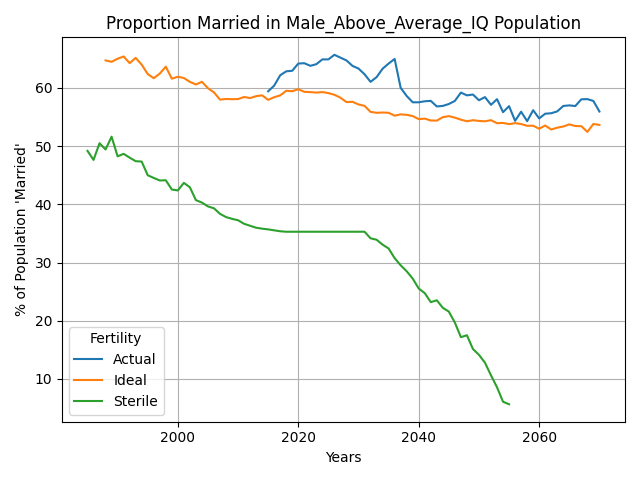 Proportion Married in Male_Above_Average_IQ Population
% of Population 'Married'
60
50
40
30
20
10
Fertility
Actual
Ideal
Sterile
2000 2020 2040 2060
Years